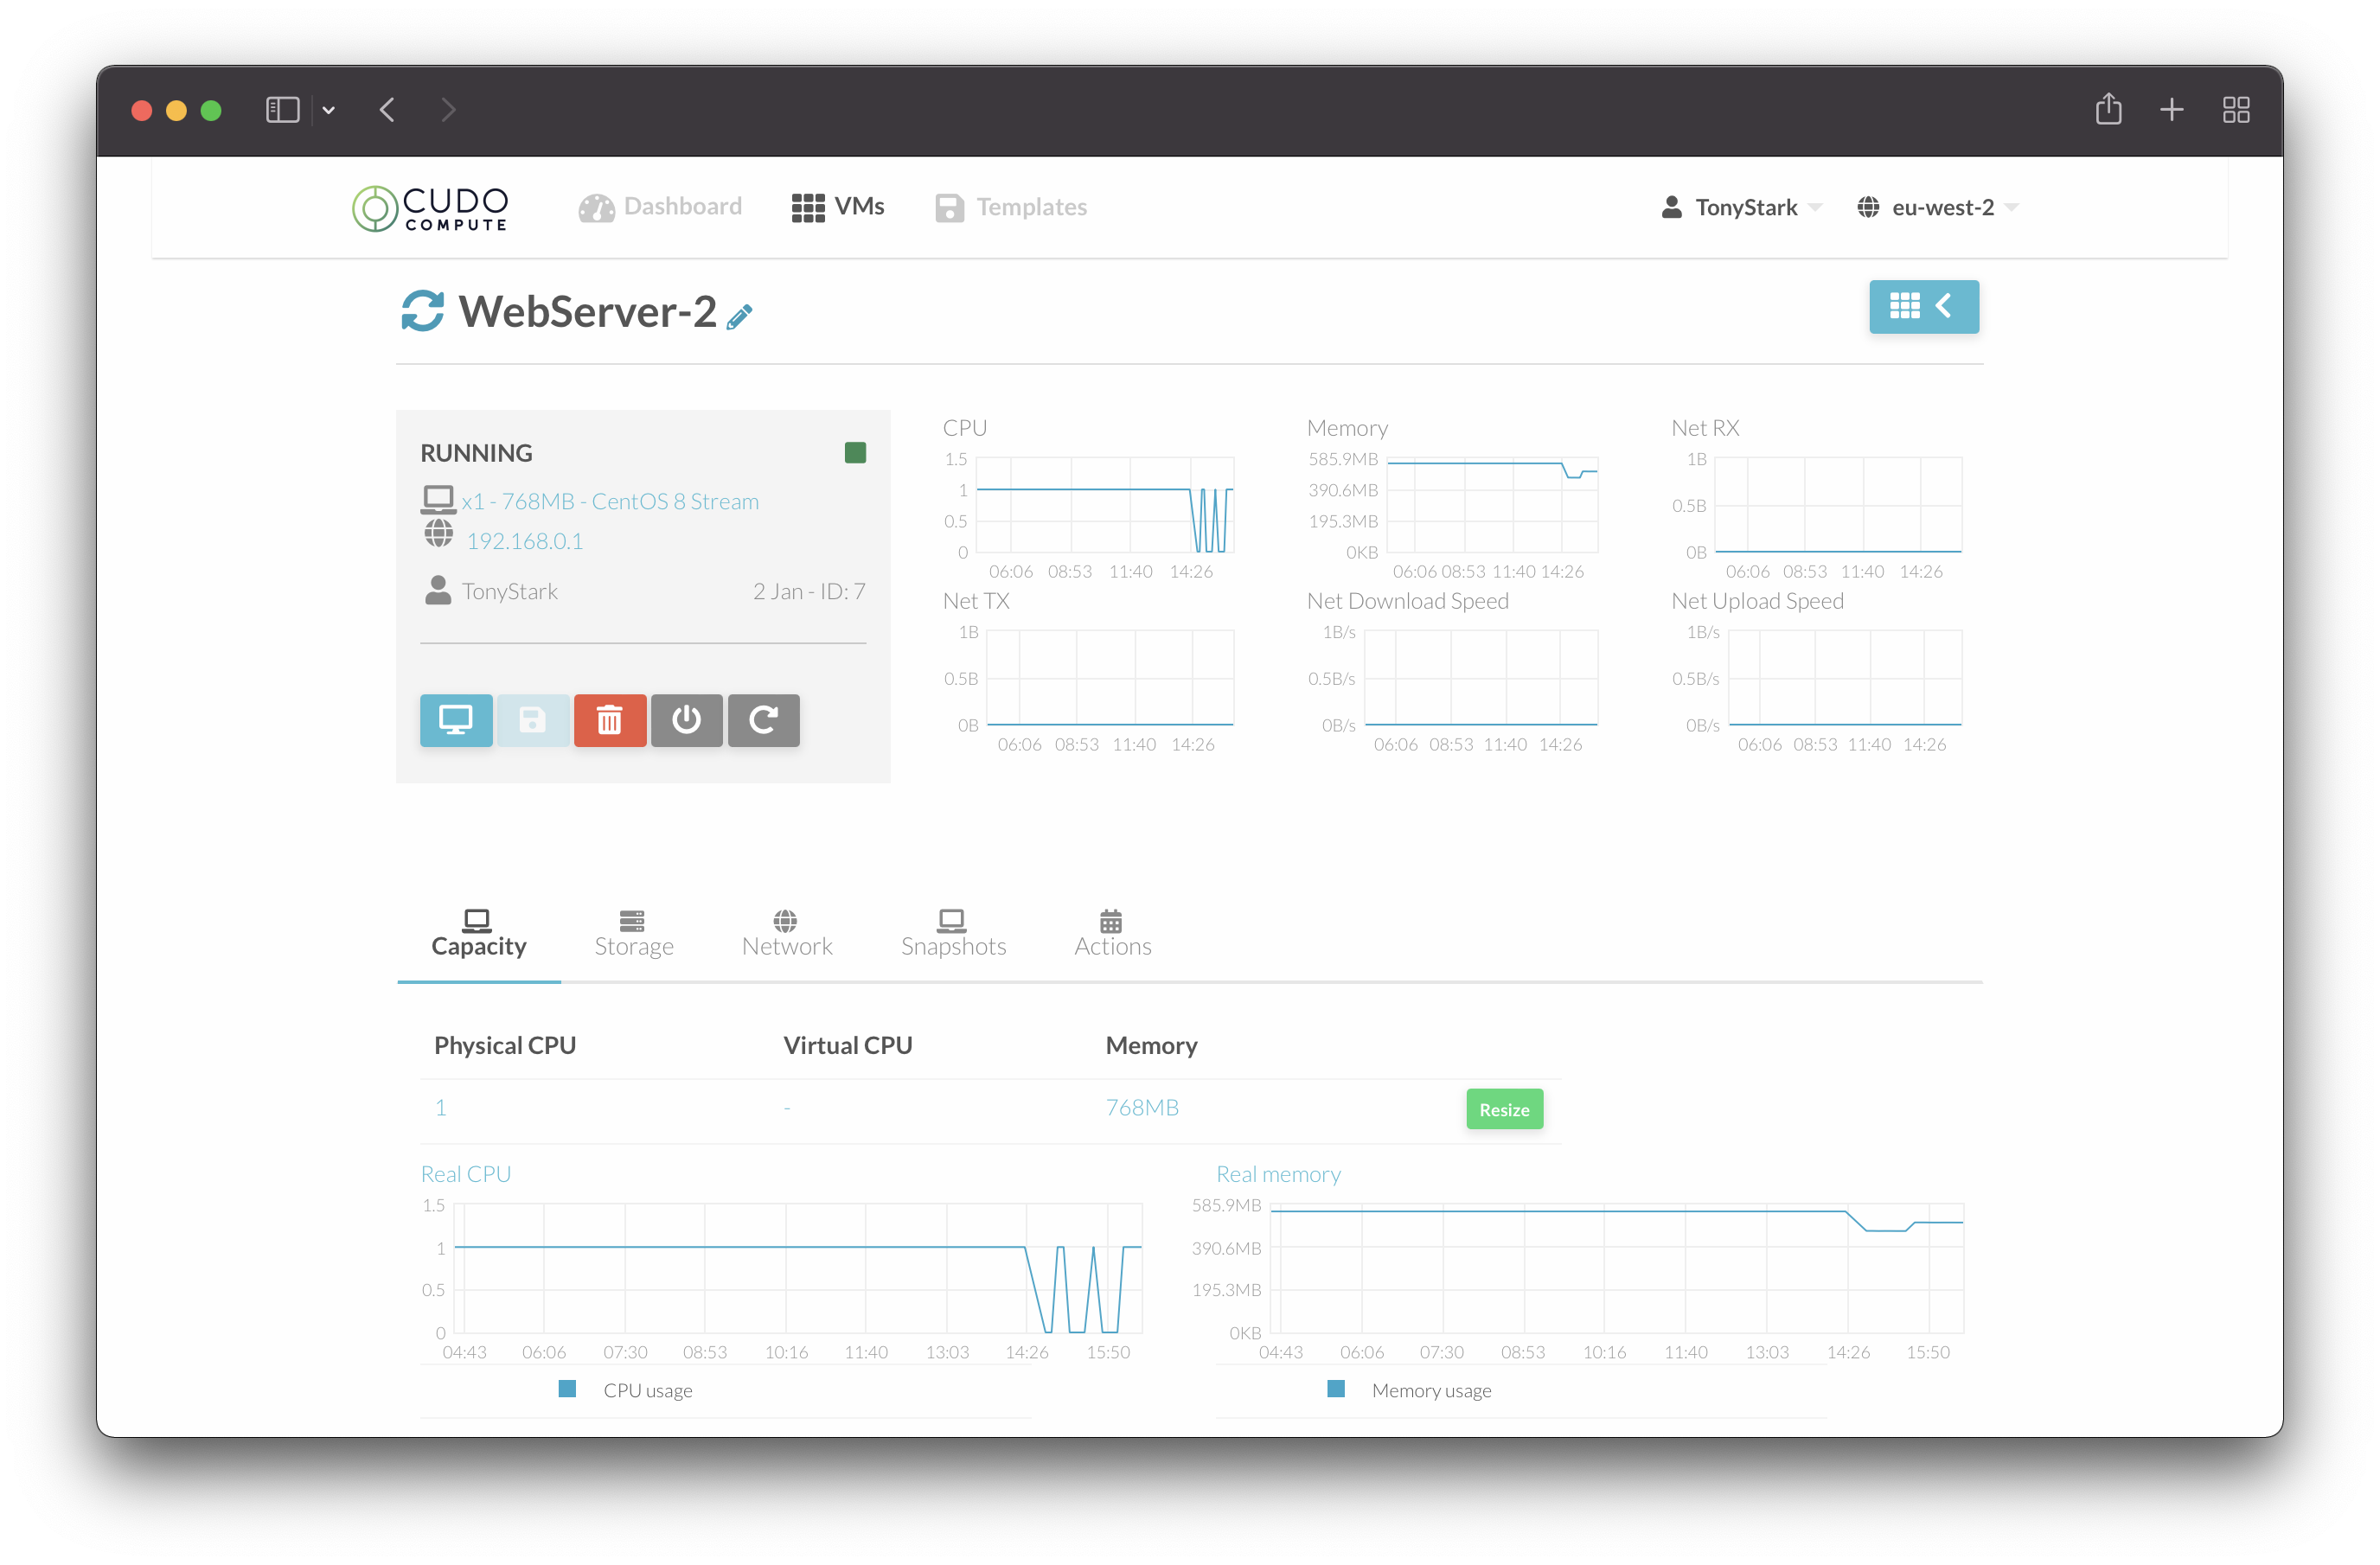 CUDO
COMPUTE
Dashboard
VMs
Templates
TonyStark
eu-west-2
WebServer-2
RUNNING
x1 - 768MB - CentOS 8 Stream
192.168.0.1
TonyStark
2 Jan - ID: 7
CPU
1.5
1
0.5
0
06:06 08:53 11:40 14:26
Memory
585.9MB
390.6MB
195.3MB
0KB
06:06 08:53 11:40 14:26
Net RX
1B
0.5B
0B
06:06 08:53 11:40 14:26
Net TX
1B
0.5B
0B
06:06 08:53 11:40 14:26
Net Download Speed
1B/s
0.5B/s
0B/s
06:06 08:53 11:40 14:26
Net Upload Speed
1B/s
0.5B/s
0B/s
06:06 08:53 11:40 14:26
Capacity
Storage
Network
Snapshots
Actions
Physical CPU Virtual CPU Memory
1 - 768MB
Resize
Real CPU
1.5
1
0.5
0
04:43 06:06 07:30 08:53 10:16 11:40 13:03 14:26 15:50
CPU usage
Real memory
585.9MB
390.6MB
195.3MB
0KB
04:43 06:06 07:30 08:53 10:16 11:40 13:03 14:26 15:50
Memory usage